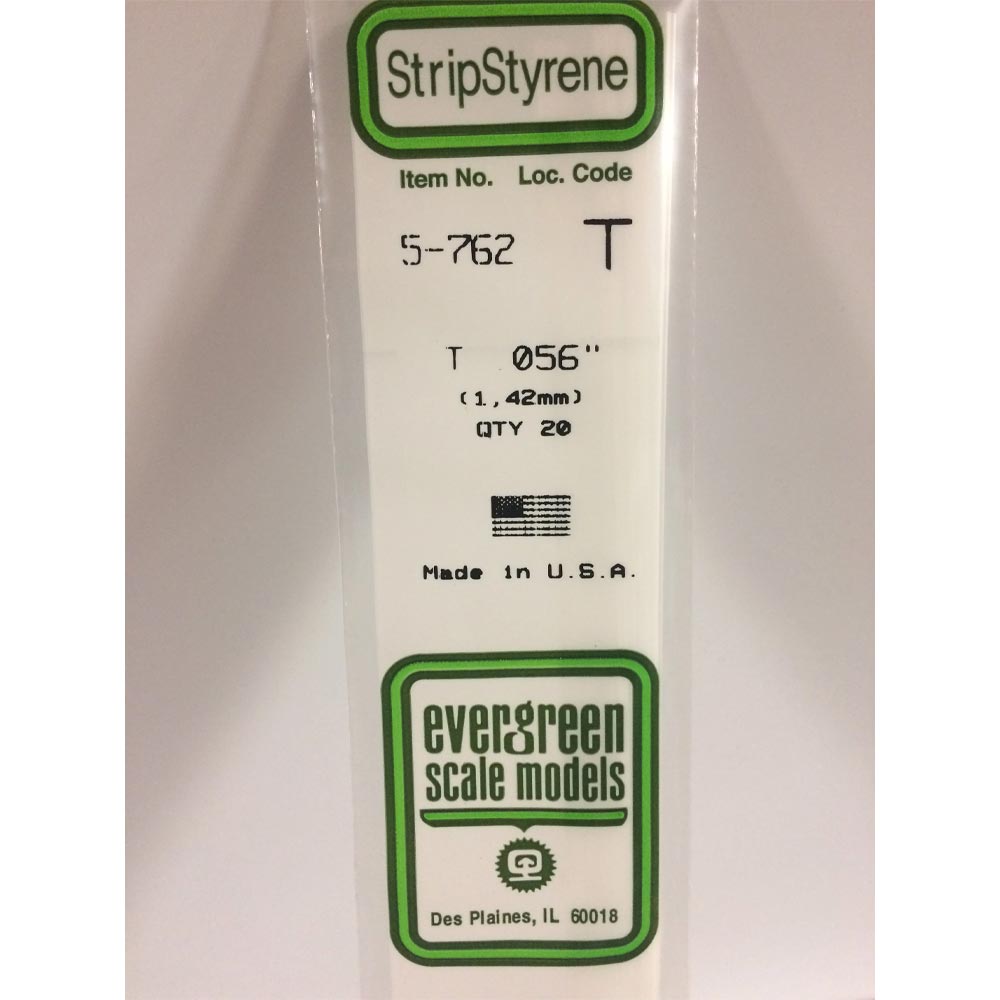 StripStyrene
Item No. Loc. Code
S-762 T
T .056"
(1,42mm)
QTY 20
Made in U.S.A.
evergreen
scale models
Des Plaines, IL 60018